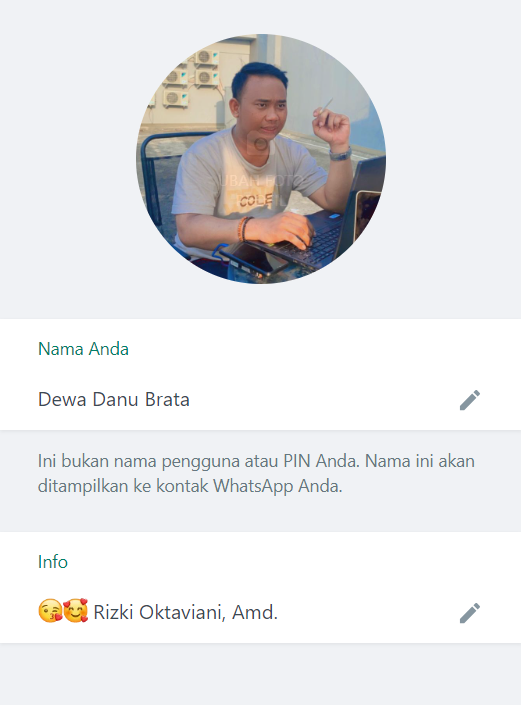 COLE
Nama Anda
Dewa Danu Brata
Ini bukan nama pengguna atau PIN Anda. Nama ini akan
ditampilkan ke kontak WhatsApp Anda.
Info
😘🥰 Rizki Oktaviani, Amd.